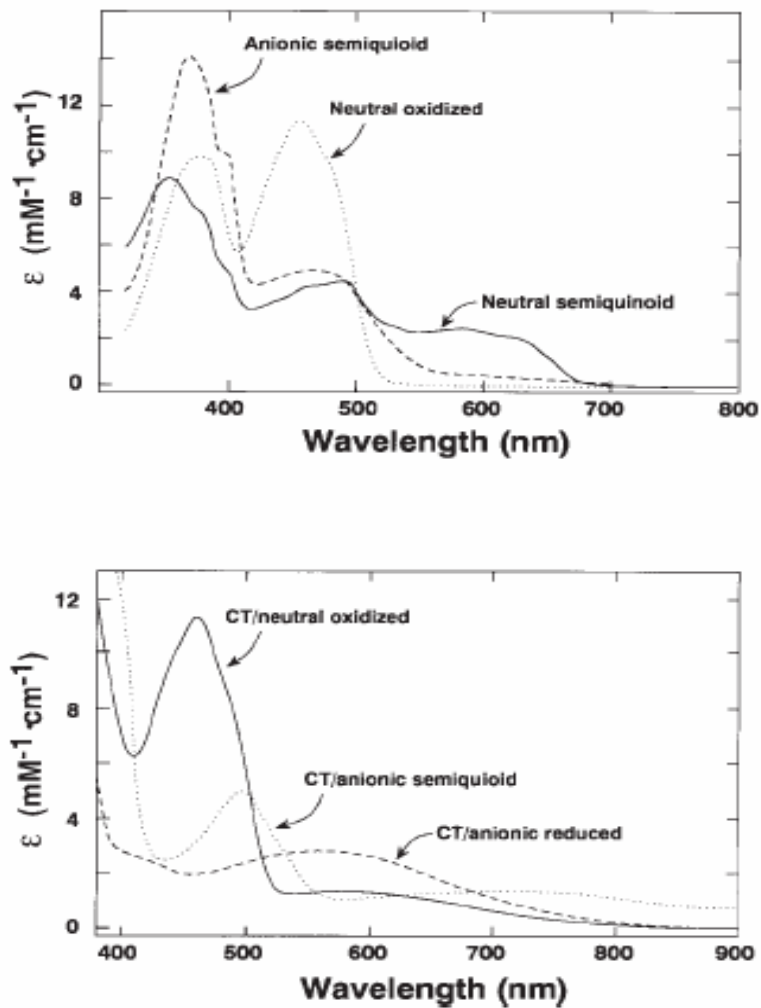 Anionic semiquioid
Neutral oxidized
Neutral semiquinoid
12
8
4
0
ε (mM⁻¹·cm⁻¹)
400 500 600 700 800
Wavelength (nm)
CT/neutral oxidized
CT/anionic semiquioid
CT/anionic reduced
12
8
4
0
ε (mM⁻¹·cm⁻¹)
400 500 600 700 800 900
Wavelength (nm)